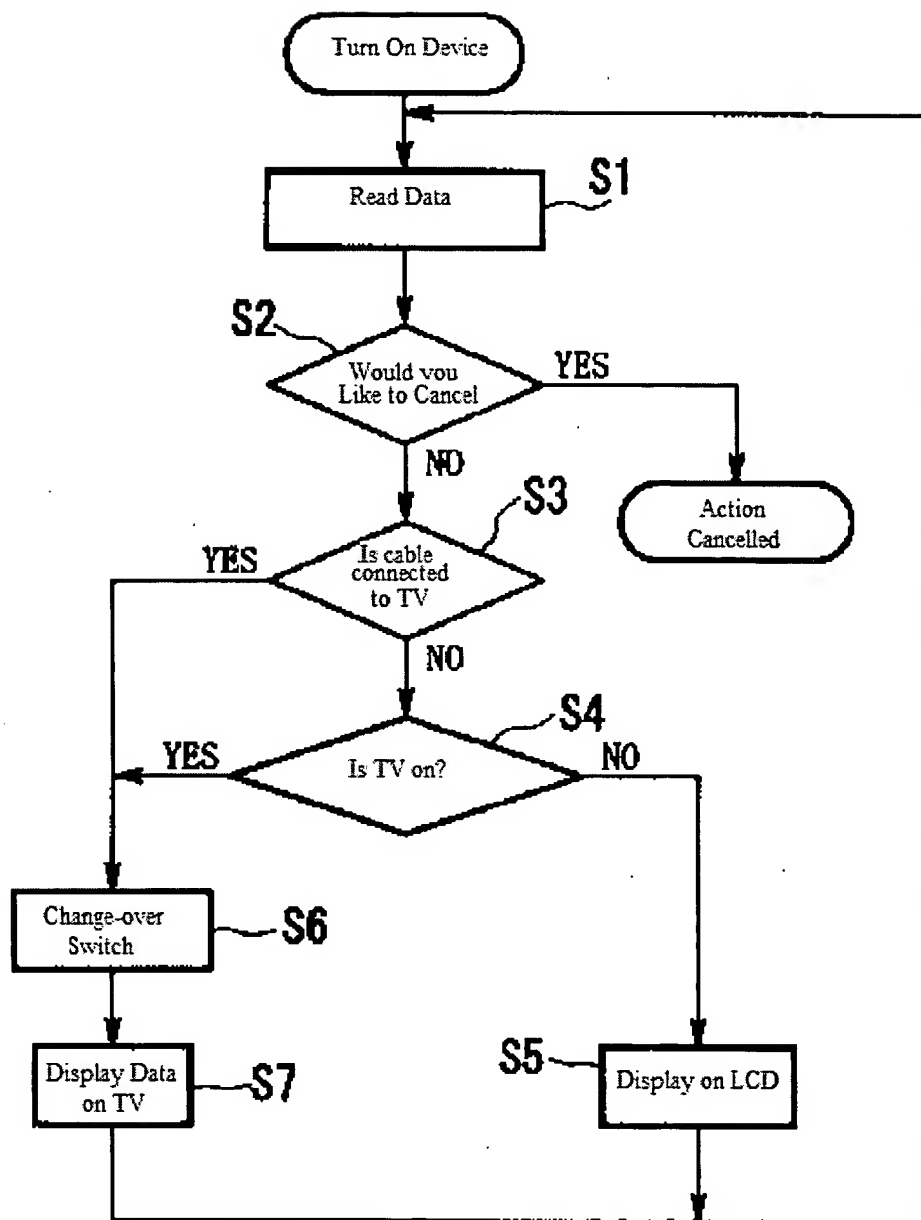 Turn On Device
Read Data
S1
S2
Would you
Like to Cancel
YES
NO
Action
Cancelled
S3
Is cable
connected
to TV
YES
NO
S4
Is TV on?
YES
NO
Change-over
Switch
S6
Display Data
on TV
S7
S5
Display on LCD